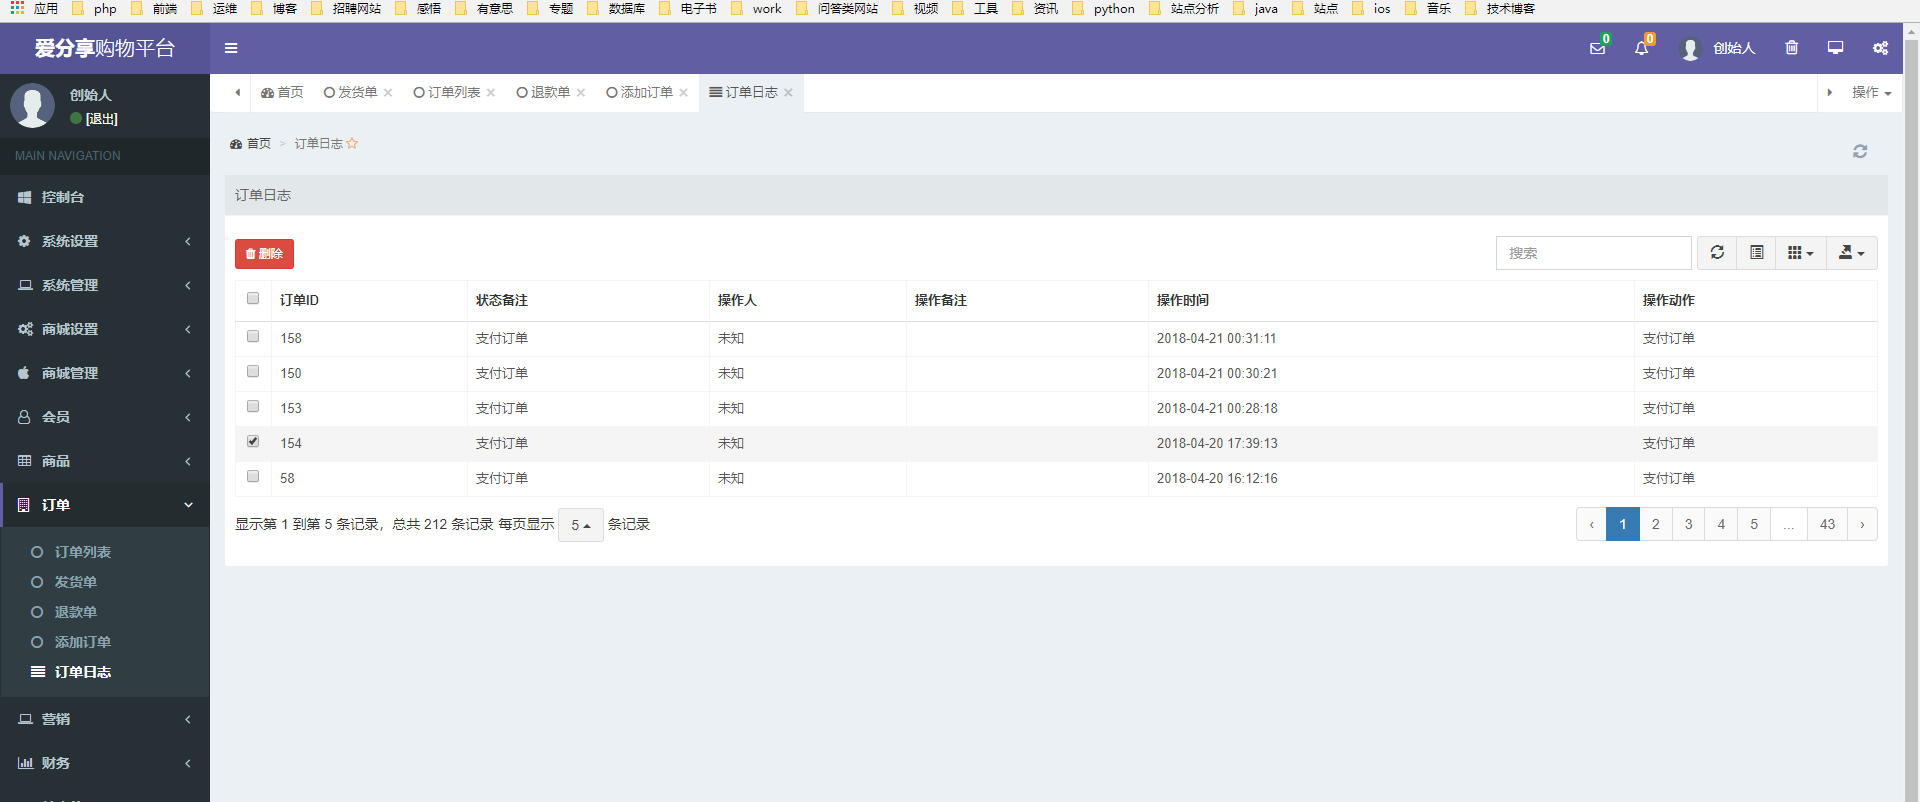 应用 php 前端 运维 博客 招聘网站 感悟 有意思 专题 数据库 电子书 work 问答类网站 视频 工具 资讯 python 站点分析 java 站点 ios 音乐 技术博客
爱分享购物平台 0 0 创始人
创始人
[退出]
首页 发货单 订单列表 退款单 添加订单 订单日志 操作
首页 > 订单日志
MAIN NAVIGATION
控制台
系统设置
系统管理
商城设置
商城管理
会员
商品
订单
订单列表
发货单
退款单
添加订单
订单日志
营销
财务
订单日志
删除 搜索
订单ID 状态备注 操作人 操作备注 操作时间 操作动作
158 支付订单 未知 2018-04-21 00:31:11 支付订单
150 支付订单 未知 2018-04-21 00:30:21 支付订单
153 支付订单 未知 2018-04-21 00:28:18 支付订单
154 支付订单 未知 2018-04-20 17:39:13 支付订单
58 支付订单 未知 2018-04-20 16:12:16 支付订单
显示第 1 到第 5 条记录，总共 212 条记录 每页显示 5 条记录 ‹ 1 2 3 4 5 ... 43 ›